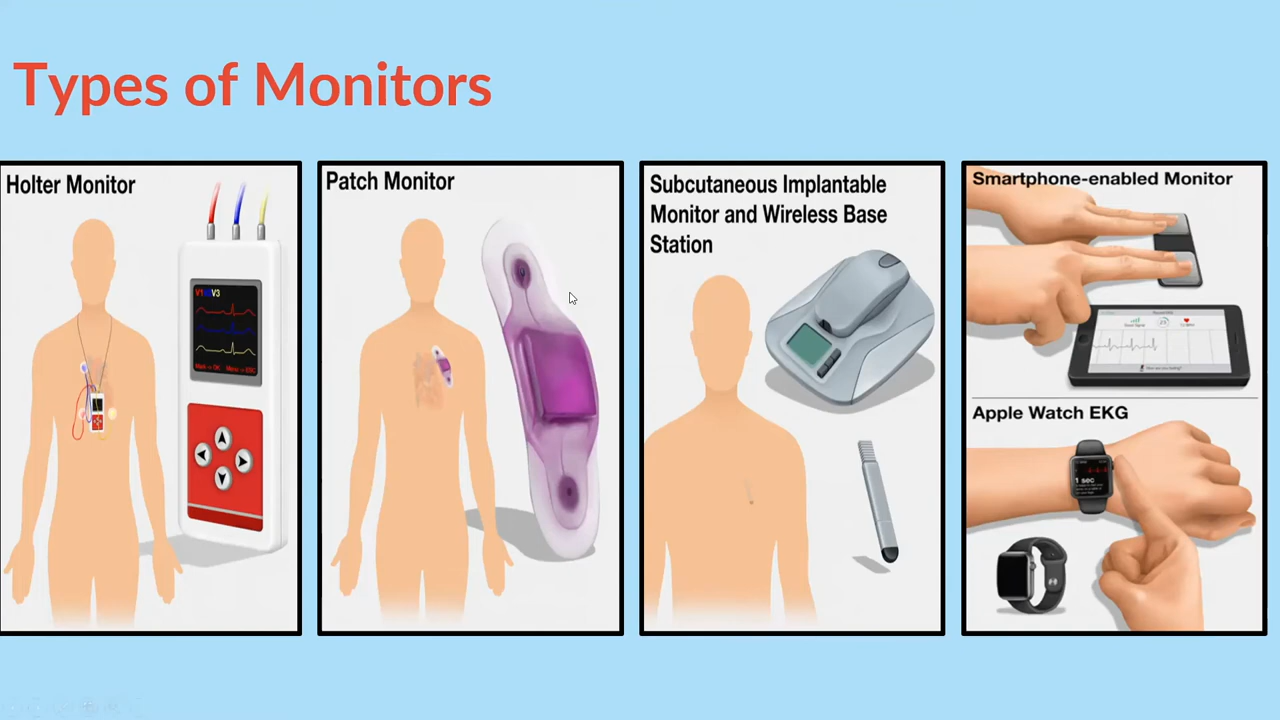 Types of Monitors
Holter Monitor
V1 V3
Patch Monitor
Subcutaneous Implantable
Monitor and Wireless Base
Station
Smartphone-enabled Monitor
Apple Watch EKG
1 sec